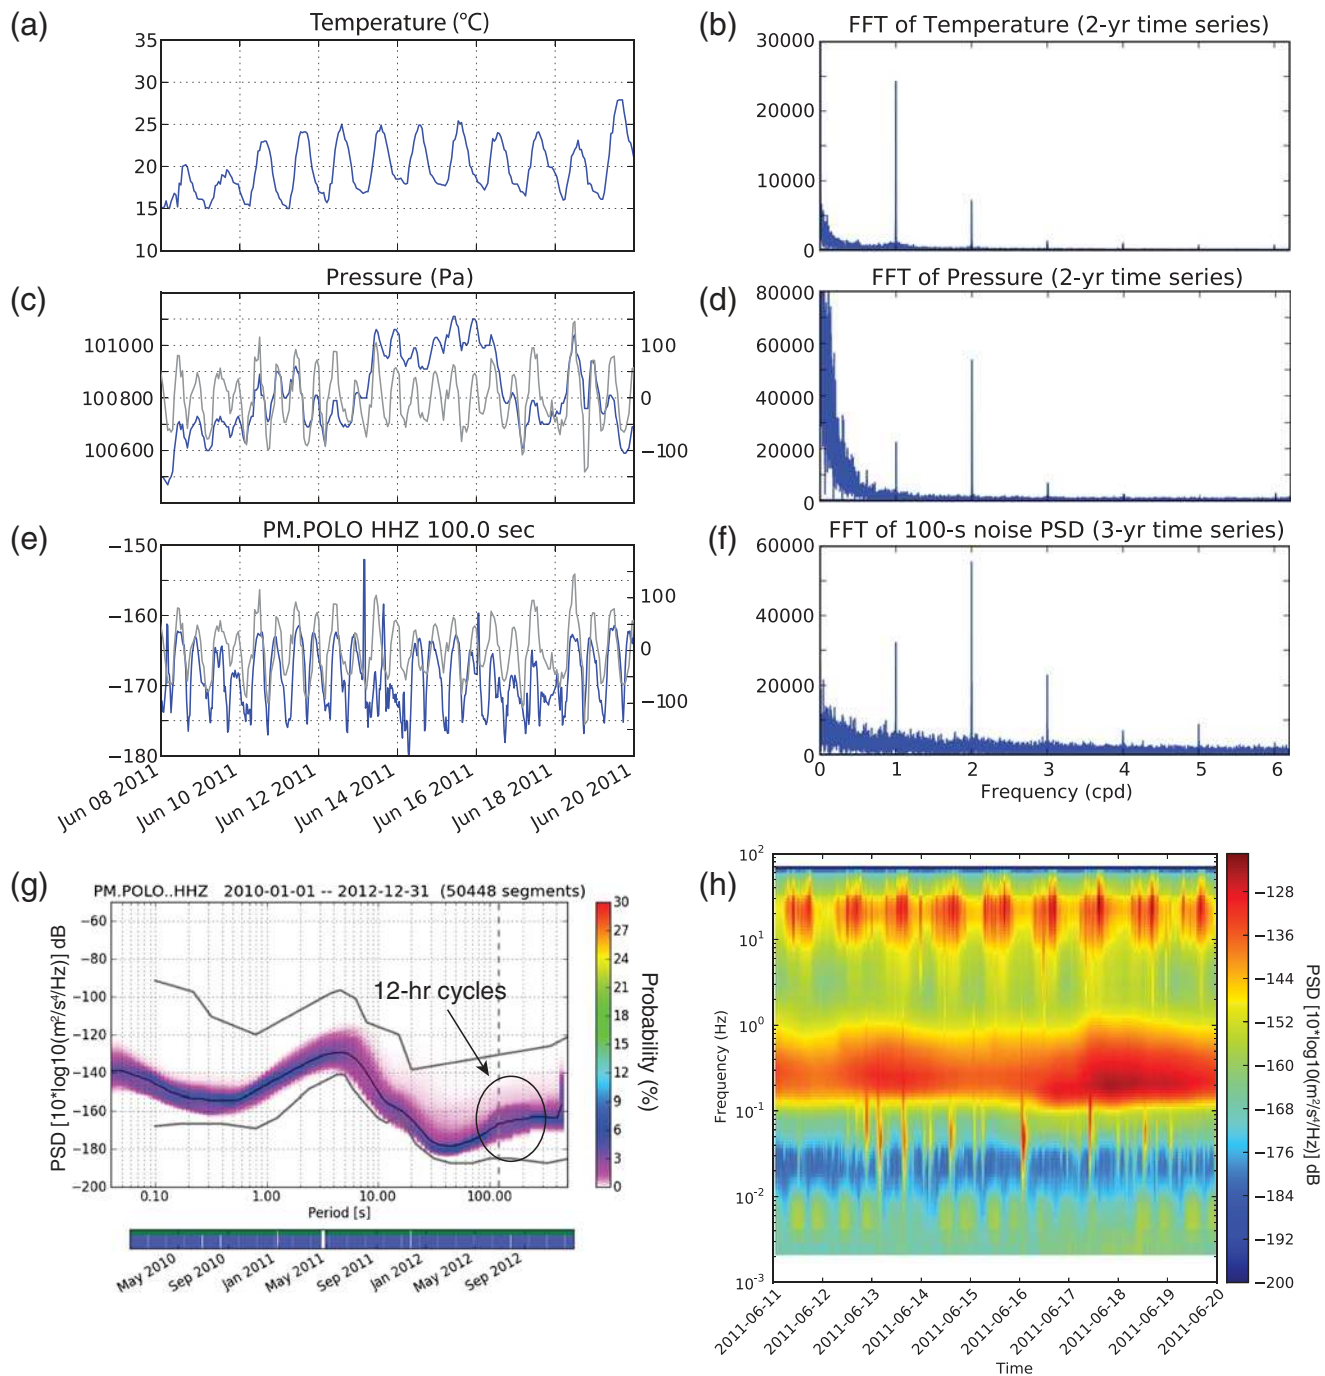 (a)
Temperature (°C)
35
30
25
20
15
10
(b)
FFT of Temperature (2-yr time series)
30000
20000
10000
0
(c)
Pressure (Pa)
101000
100800
100600
100
0
−100
(d)
FFT of Pressure (2-yr time series)
80000
60000
40000
20000
0
(e)
PM.POLO HHZ 100.0 sec
−150
−160
−170
−180
100
0
−100
Jun 08 2011
Jun 10 2011
Jun 12 2011
Jun 14 2011
Jun 16 2011
Jun 18 2011
Jun 20 2011
(f)
FFT of 100-s noise PSD (3-yr time series)
60000
40000
20000
0
0 1 2 3 4 5 6
Frequency (cpd)
(g)
PM.POLO..HHZ 2010-01-01 -- 2012-12-31 (50448 segments)
PSD [10*log10(m²/s⁴/Hz)] dB
−60
−80
−100
−120
−140
−160
−180
−200
12-hr cycles
0.10 1.00 10.00 100.00
Period [s]
30
27
24
21
18
15
12
9
6
3
0
Probability (%)
May 2010
Sep 2010
Jan 2011
May 2011
Sep 2011
Jan 2012
May 2012
Sep 2012
(h)
Frequency (Hz)
10²
10¹
10⁰
10⁻¹
10⁻²
10⁻³
2011-06-11
2011-06-12
2011-06-13
2011-06-14
2011-06-15
2011-06-16
2011-06-17
2011-06-18
2011-06-19
2011-06-20
Time
−128
−136
−144
−152
−160
−168
−176
−184
−192
−200
PSD [10*log10(m²/s/Hz)] dB